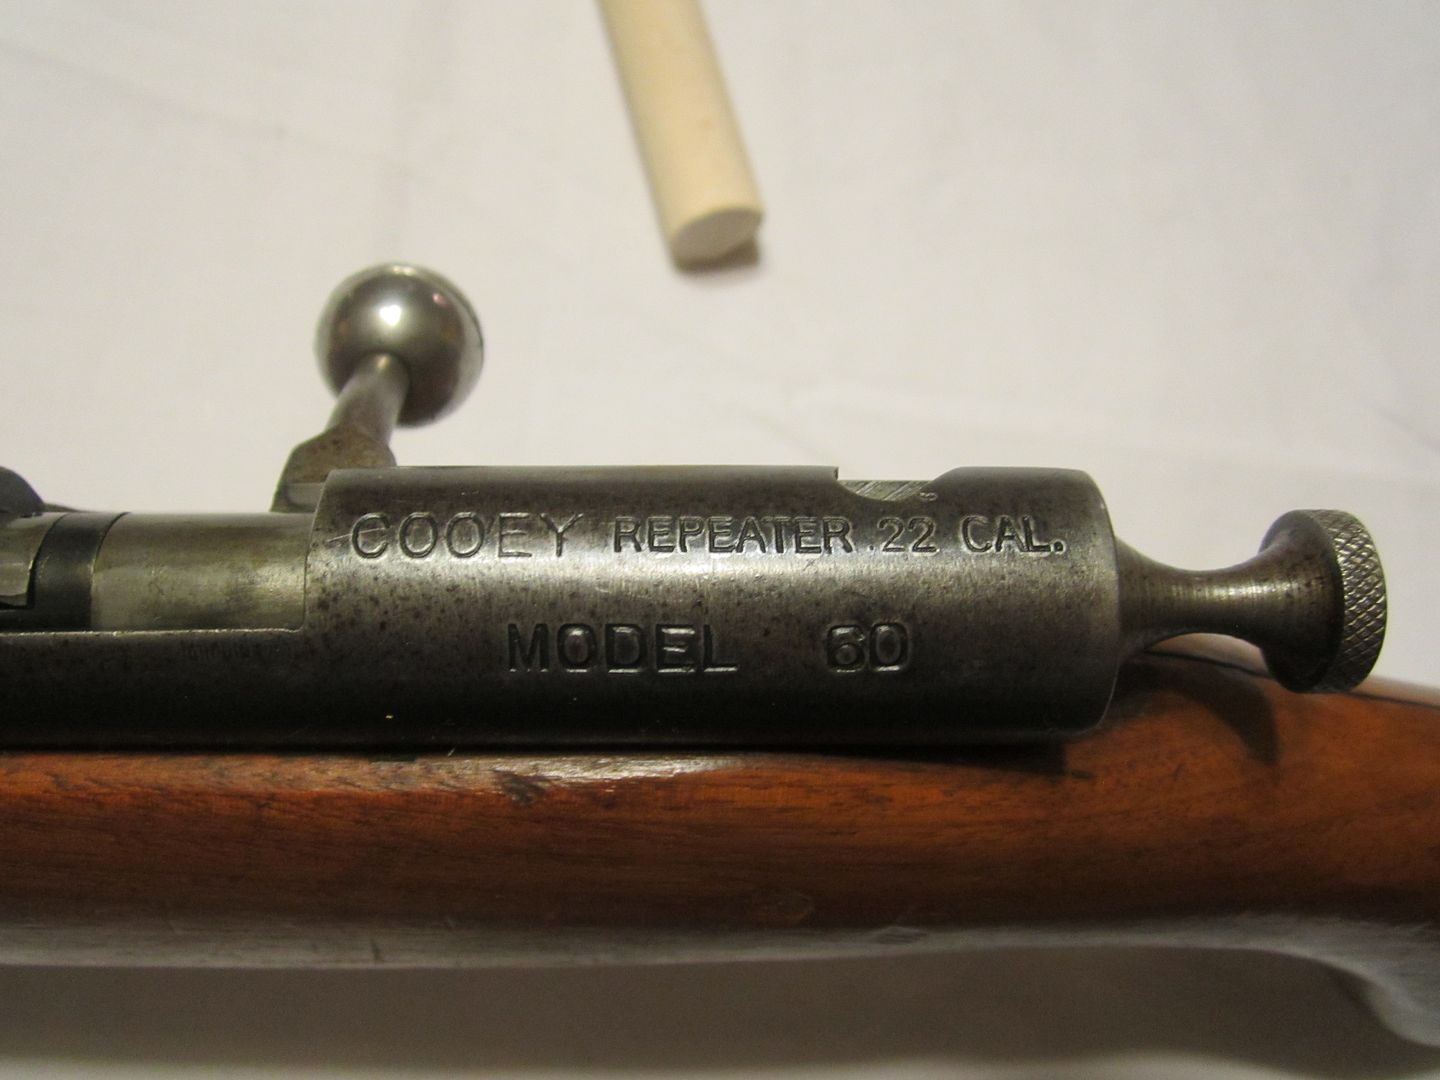 COOEY REPEATER .22 CAL.
MODEL 60